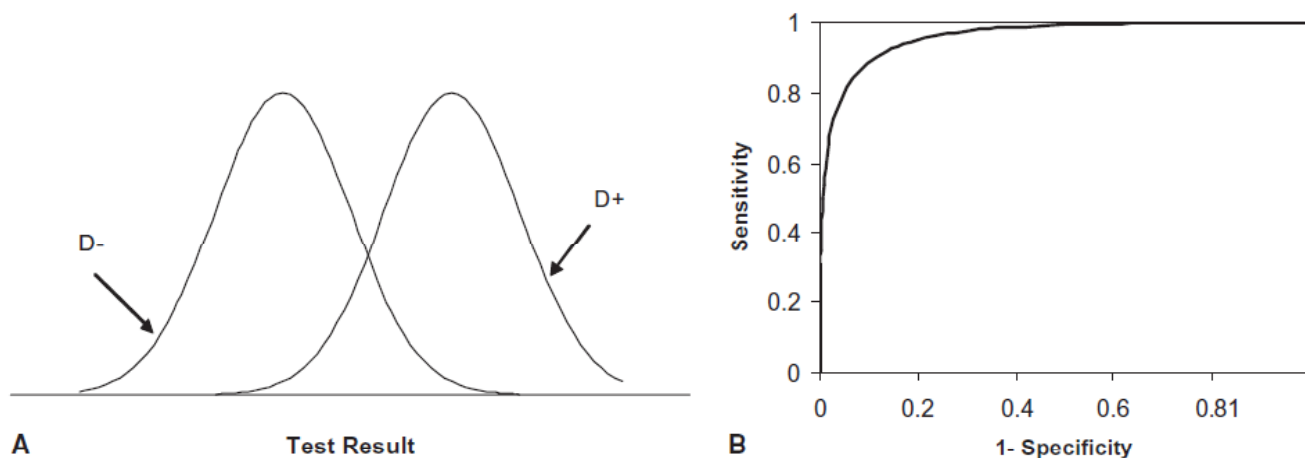 D-
D+
A
Test Result
1
0.8
0.6
0.4
0.2
0
Sensitivity
0
0.2
0.4
0.6
0.81
B
1- Specificity